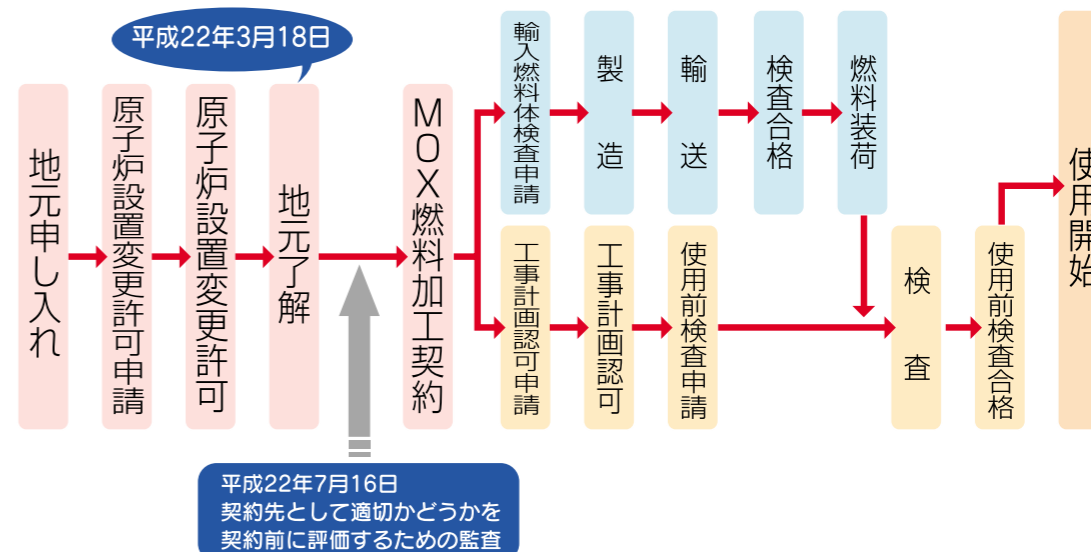 平成22年3月18日
地元申し入れ
原子炉設置変更許可申請
原子炉設置変更許可
地元了解
MOX燃料加工契約
輸入燃料体検査申請
製造
輸送
検査合格
燃料装荷
工事計画認可申請
工事計画認可
使用前検査申請
検査
使用前検査合格
使用開始
平成22年7月16日
契約先として適切かどうかを
契約前に評価するための監査